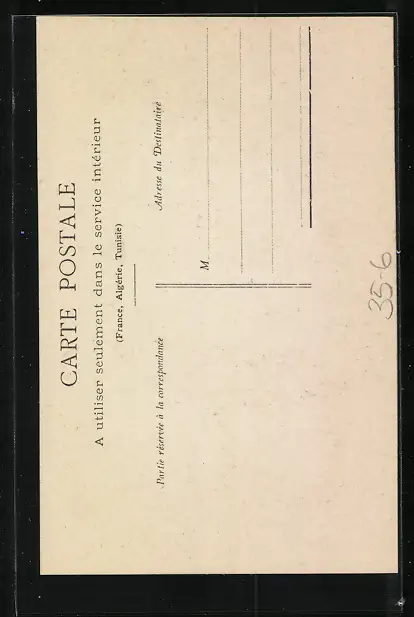 CARTE POSTALE
A utiliser seulement dans le service intérieur
(France, Algérie, Tunisie)
Partie réservée à la correspondance
Adresse du Destinataire
M
35-6